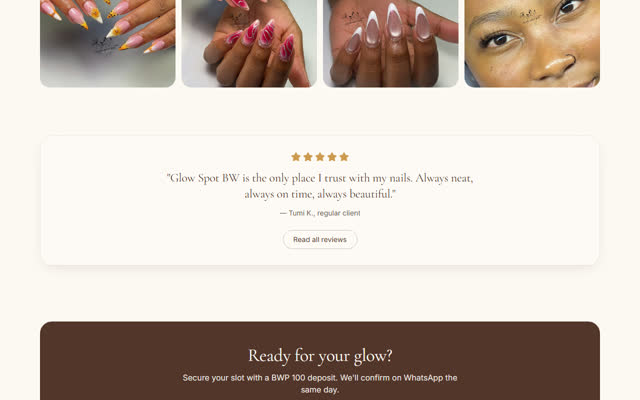 "Glow Spot BW is the only place I trust with my nails. Always neat,
always on time, always beautiful."
— Tumi K., regular client
Read all reviews
Ready for your glow?
Secure your slot with a BWP 100 deposit. We'll confirm on WhatsApp the
same day.